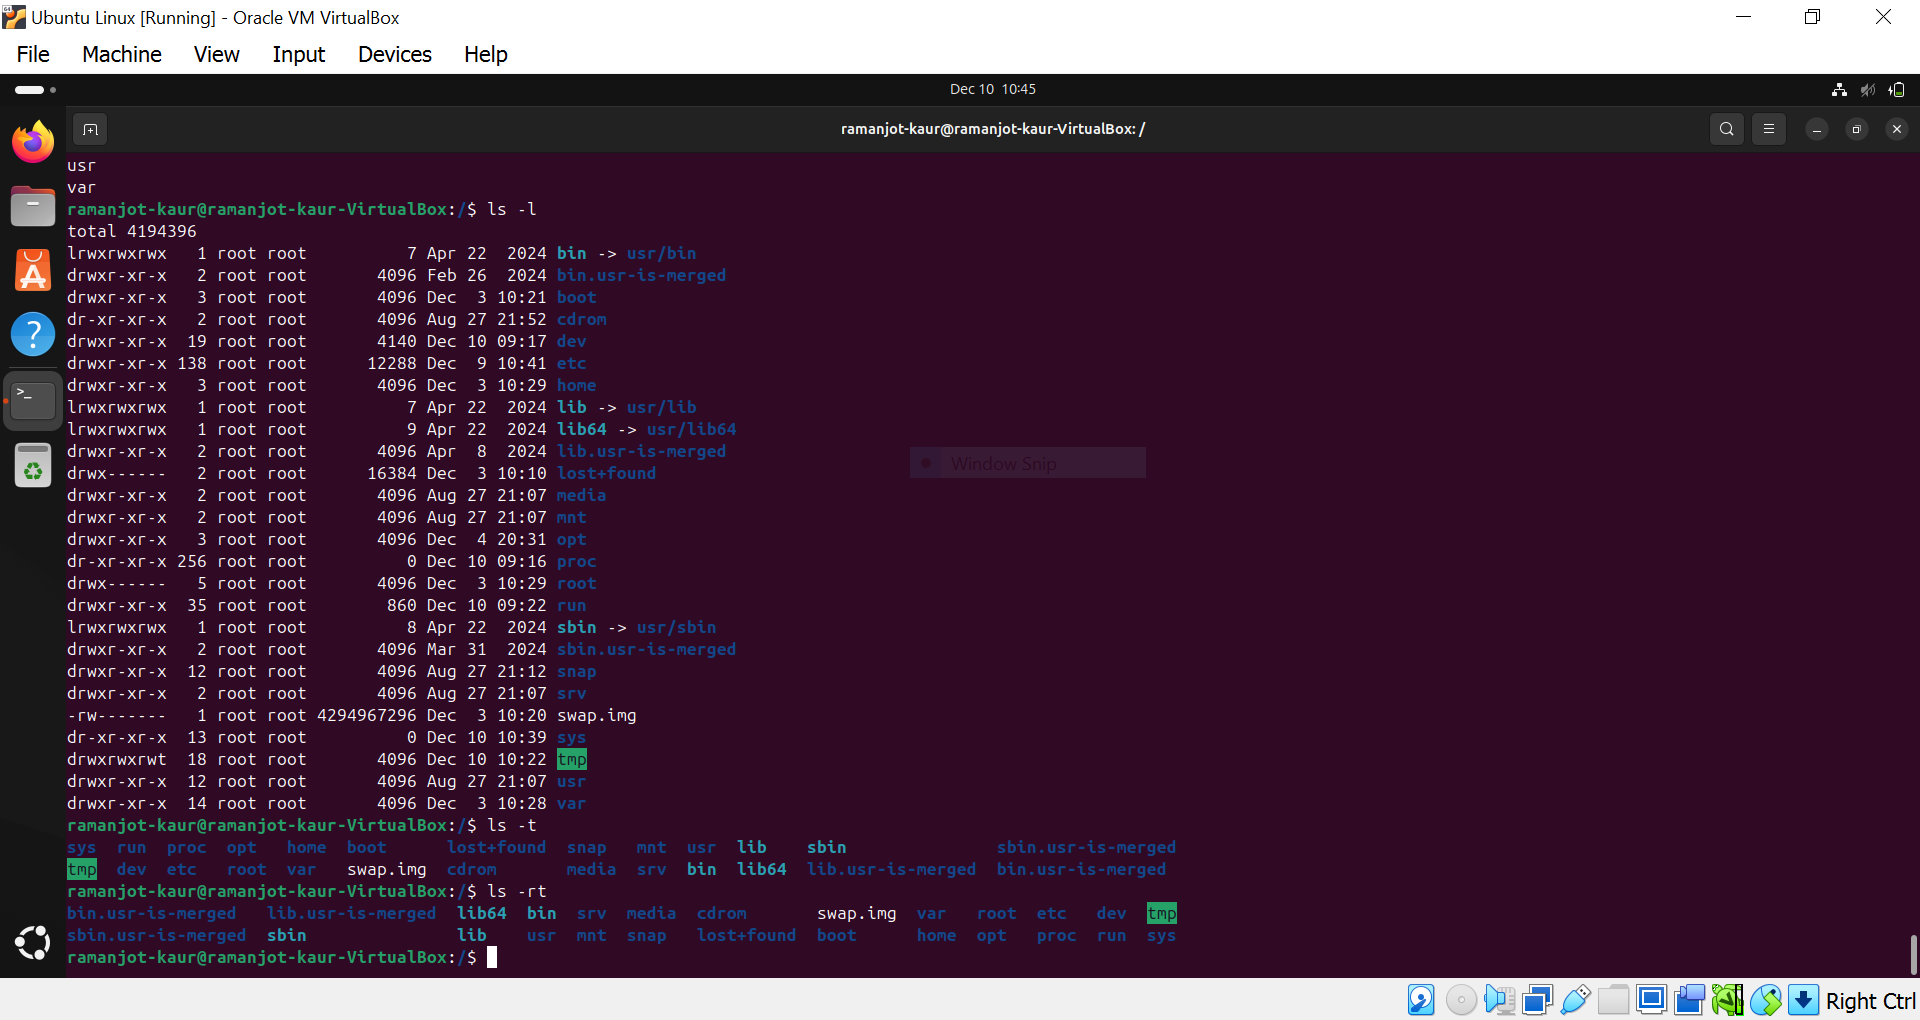 Ubuntu Linux [Running] - Oracle VM VirtualBox
File Machine View Input Devices Help
Dec 10 10:45
ramanjot-kaur@ramanjot-kaur-VirtualBox: /
usr
var
ramanjot-kaur@ramanjot-kaur-VirtualBox:/$ ls -l
total 4194396
lrwxrwxrwx   1 root root          7 Apr 22  2024 bin -> usr/bin
drwxr-xr-x   2 root root       4096 Feb 26  2024 bin.usr-is-merged
drwxr-xr-x   3 root root       4096 Dec  3 10:21 boot
dr-xr-xr-x   2 root root       4096 Aug 27 21:52 cdrom
drwxr-xr-x  19 root root       4140 Dec 10 09:17 dev
drwxr-xr-x 138 root root      12288 Dec  9 10:41 etc
drwxr-xr-x   3 root root       4096 Dec  3 10:29 home
lrwxrwxrwx   1 root root          7 Apr 22  2024 lib -> usr/lib
lrwxrwxrwx   1 root root          9 Apr 22  2024 lib64 -> usr/lib64
drwxr-xr-x   2 root root       4096 Apr  8  2024 lib.usr-is-merged
drwx------   2 root root      16384 Dec  3 10:10 lost+found
drwxr-xr-x   2 root root       4096 Aug 27 21:07 media
drwxr-xr-x   2 root root       4096 Aug 27 21:07 mnt
drwxr-xr-x   3 root root       4096 Dec  4 20:31 opt
dr-xr-xr-x 256 root root          0 Dec 10 09:16 proc
drwx------   5 root root       4096 Dec  3 10:29 root
drwxr-xr-x  35 root root        860 Dec 10 09:22 run
lrwxrwxrwx   1 root root          8 Apr 22  2024 sbin -> usr/sbin
drwxr-xr-x   2 root root       4096 Mar 31  2024 sbin.usr-is-merged
drwxr-xr-x  12 root root       4096 Aug 27 21:12 snap
drwxr-xr-x   2 root root       4096 Aug 27 21:07 srv
-rw-------   1 root root 4294967296 Dec  3 10:20 swap.img
dr-xr-xr-x  13 root root          0 Dec 10 10:39 sys
drwxrwxrwt  18 root root       4096 Dec 10 10:22 tmp
drwxr-xr-x  12 root root       4096 Aug 27 21:07 usr
drwxr-xr-x  14 root root       4096 Dec  3 10:28 var
ramanjot-kaur@ramanjot-kaur-VirtualBox:/$ ls -t
sys  run  proc  opt   home  boot      lost+found  snap   mnt  usr  lib    sbin               sbin.usr-is-merged
tmp  dev  etc   root  var   swap.img  cdrom       media  srv  bin  lib64  lib.usr-is-merged  bin.usr-is-merged
ramanjot-kaur@ramanjot-kaur-VirtualBox:/$ ls -rt
bin.usr-is-merged   lib.usr-is-merged  lib64  bin  srv  media  cdrom       swap.img  var   root  etc   dev  tmp
sbin.usr-is-merged  sbin               lib    usr  mnt  snap   lost+found  boot      home  opt   proc  run  sys
ramanjot-kaur@ramanjot-kaur-VirtualBox:/$
Window Snip
Right Ctrl